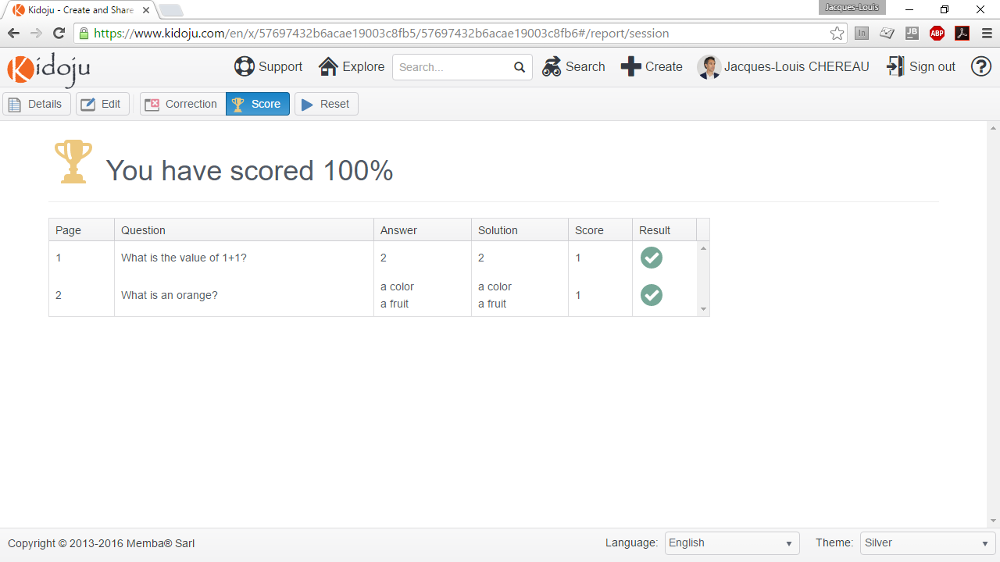 Kidoju - Create and Share
Jacques-Louis
https://www.kidoju.com/en/x/57697432b6acae19003c8fb5/57697432b6acae19003c8fb6#/report/session
In
JB
ABP
Kidoju
Support
Explore
Search...
Search
Create
Jacques-Louis CHEREAU
Sign out
?
Details
Edit
Correction
Score
Reset
You have scored 100%
Page Question Answer Solution Score Result
1 What is the value of 1+1? 2 2 1
2 What is an orange? a color a color 1
a fruit a fruit
Copyright © 2013-2016 Memba® Sarl
Language: English
Theme: Silver